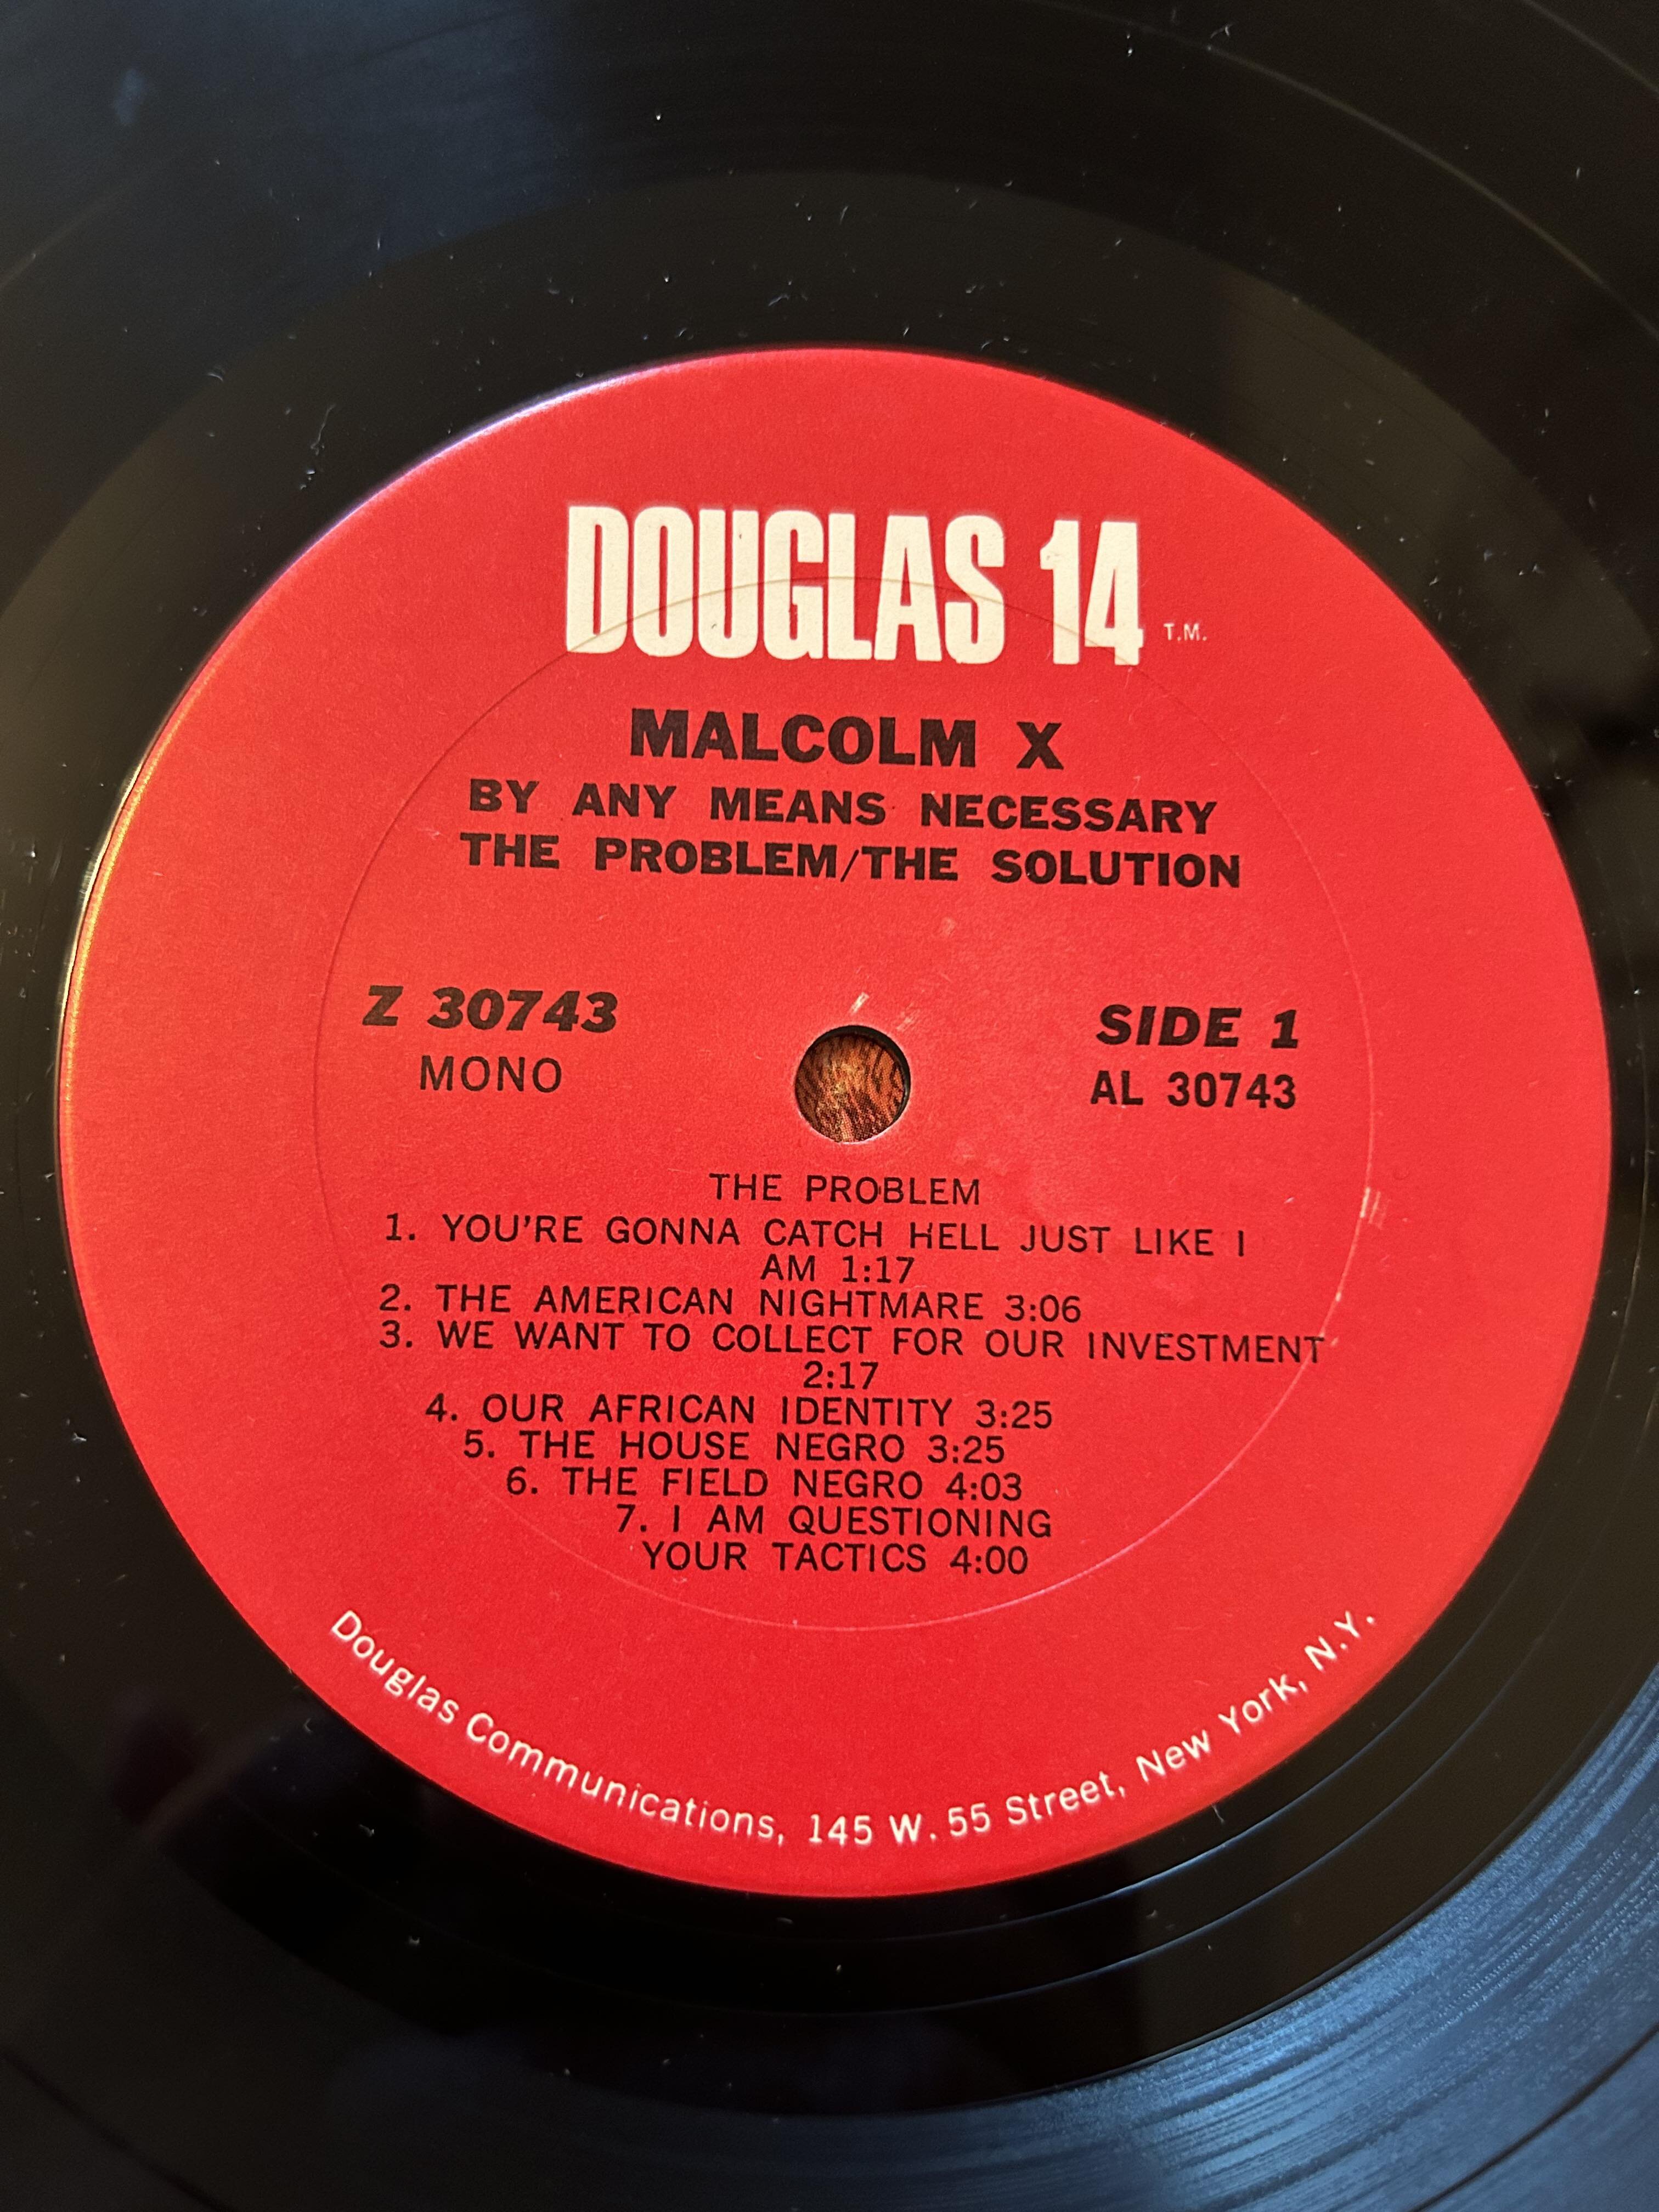 DOUGLAS 14 T.M.
MALCOLM X
BY ANY MEANS NECESSARY
THE PROBLEM/THE SOLUTION
Z 30743
MONO
SIDE 1
AL 30743
THE PROBLEM
1. YOU'RE GONNA CATCH HELL JUST LIKE I
AM 1:17
2. THE AMERICAN NIGHTMARE 3:06
3. WE WANT TO COLLECT FOR OUR INVESTMENT
2:17
4. OUR AFRICAN IDENTITY 3:25
5. THE HOUSE NEGRO 3:25
6. THE FIELD NEGRO 4:03
7. I AM QUESTIONING
YOUR TACTICS 4:00
Douglas Communications, 145 W. 55 Street, New York, N.Y.